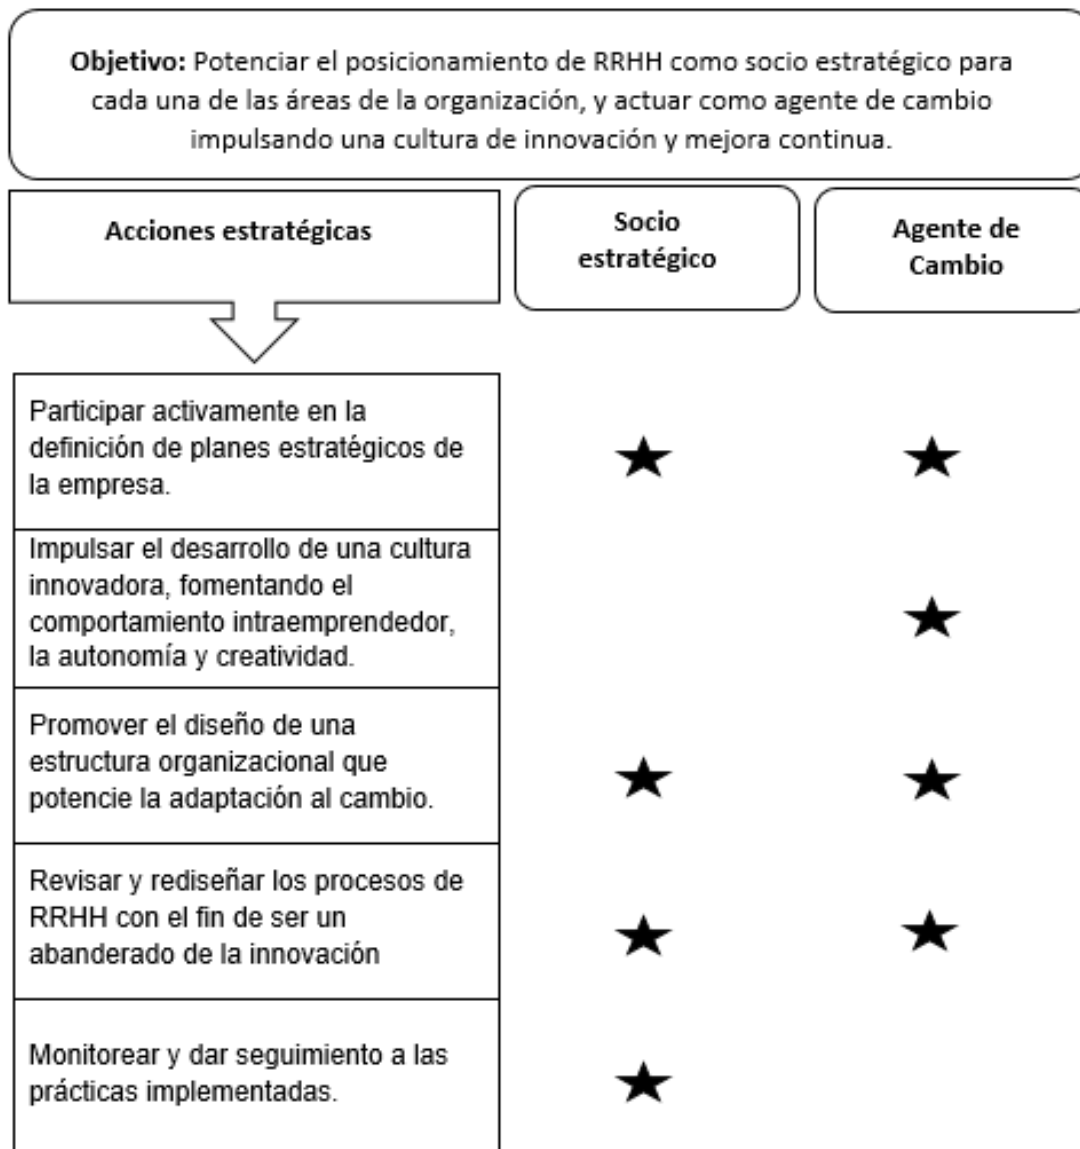 Objetivo: Potenciar el posicionamiento de RRHH como socio estratégico para
cada una de las áreas de la organización, y actuar como agente de cambio
impulsando una cultura de innovación y mejora continua.
Acciones estratégicas
Socio
estratégico
Agente de
Cambio
Participar activamente en la
definición de planes estratégicos de
la empresa.
Impulsar el desarrollo de una cultura
innovadora, fomentando el
comportamiento intraemprendedor,
la autonomía y creatividad.
Promover el diseño de una
estructura organizacional que
potencie la adaptación al cambio.
Revisar y rediseñar los procesos de
RRHH con el fin de ser un
abanderado de la innovación
Monitorear y dar seguimiento a las
prácticas implementadas.